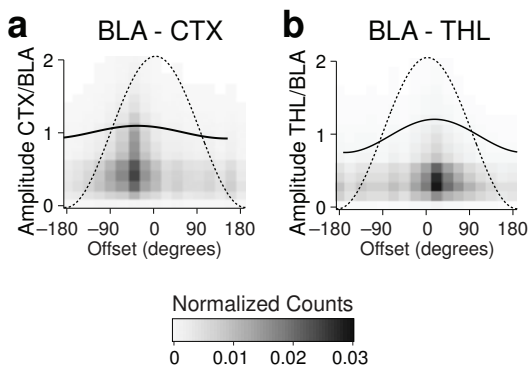 a BLA - CTX
Amplitude CTX/BLA
2
1
0
−180 −90 0 90 180
Offset (degrees)
b BLA - THL
Amplitude THL/BLA
2
1
0
−180 −90 0 90 180
Offset (degrees)
Normalized Counts
0 0.01 0.02 0.03